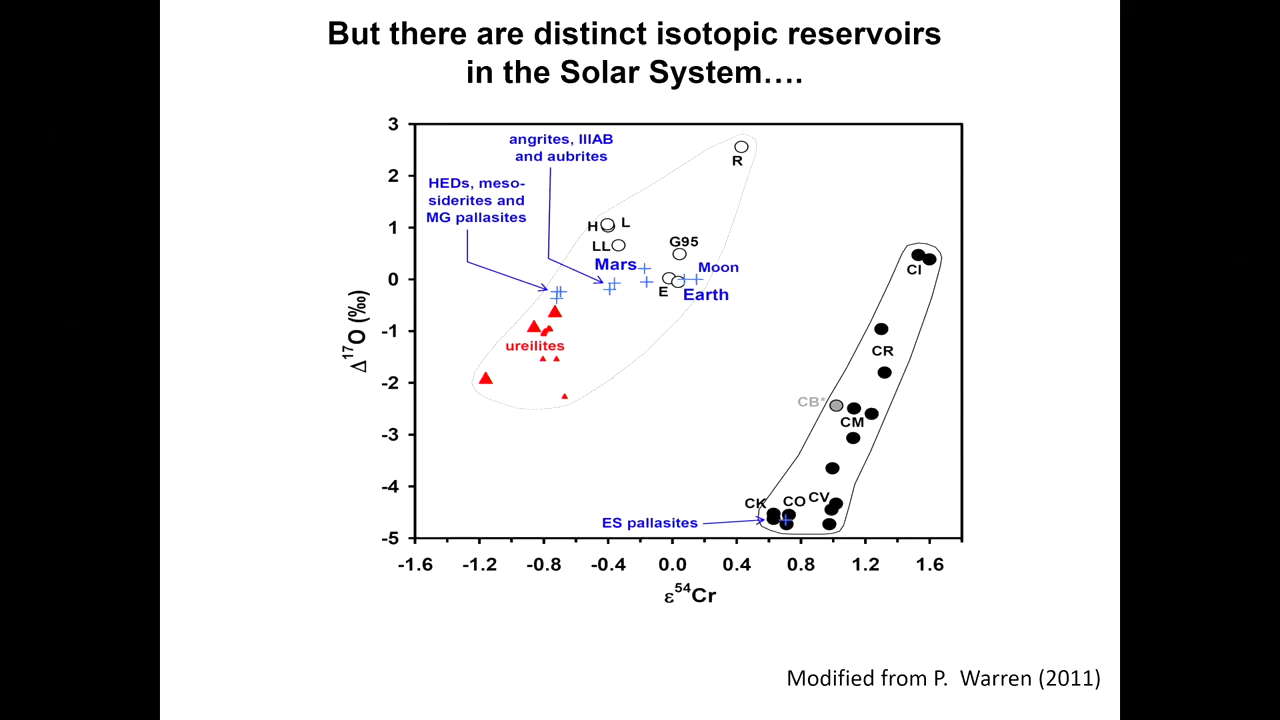 But there are distinct isotopic reservoirs
in the Solar System….
3
2
1
0
-1
-2
-3
-4
-5
Δ17O (‰)
angrites, IIIAB
and aubrites
HEDs, meso-
siderites and
MG pallasites
R
H
L
LL
G95
Mars
Moon
E
Earth
ureilites
CI
CR
CB*
CM
CK
CO
CV
ES pallasites
-1.6 -1.2 -0.8 -0.4 0.0 0.4 0.8 1.2 1.6
ε54Cr
Modified from P. Warren (2011)